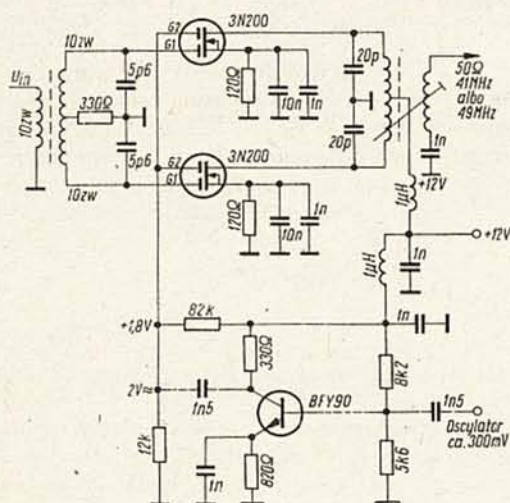 3N200
10zw
G2
G1
Uin
10zw
5p6
330Ω
5p6
10zw
120Ω
10n
1n
20p
20p
50Ω
41MHz
albo
49MHz
1n
3N200
G2
G1
120Ω
10n
1n
1µH
+12V
+12V
1µH
1n
+1,8V
82k
1n
330Ω
8k2
2V≈
1n5
BFY90
1n5
Oscylator
ca. 300mV
12k
1n
820Ω
5k6